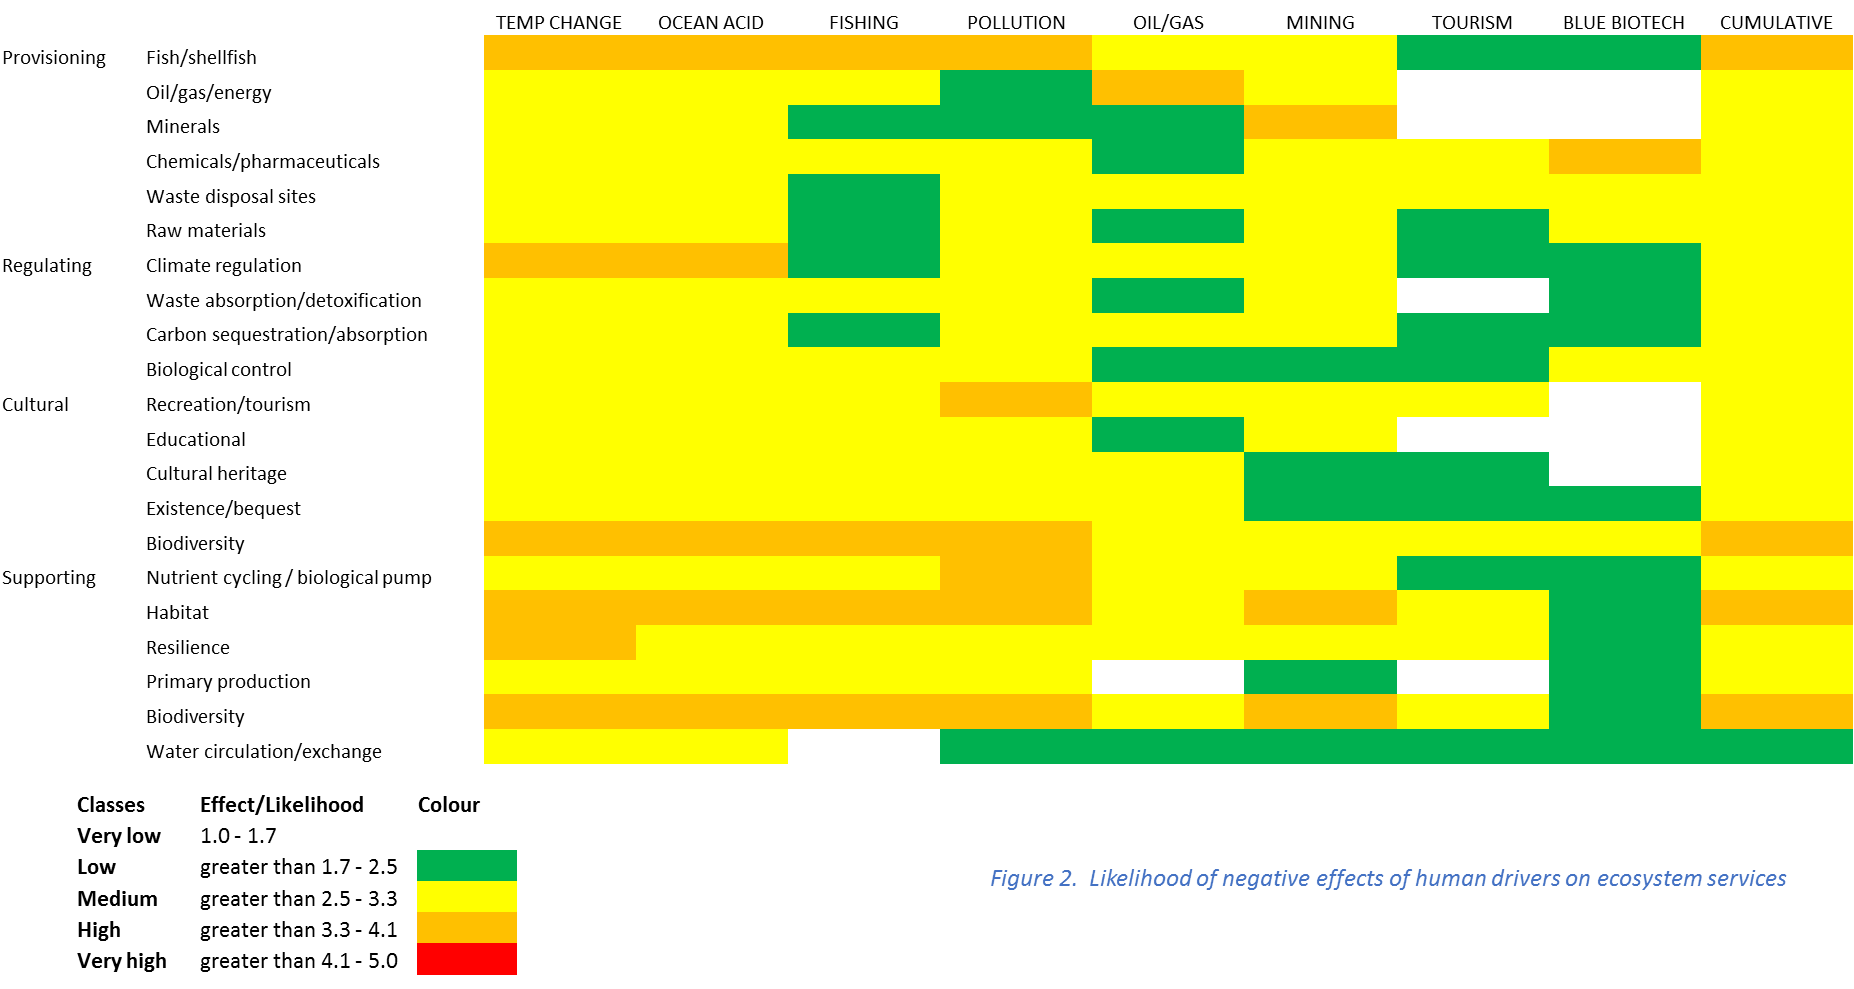 TEMP CHANGE OCEAN ACID FISHING POLLUTION OIL/GAS MINING TOURISM BLUE BIOTECH CUMULATIVE
Provisioning Fish/shellfish
Oil/gas/energy
Minerals
Chemicals/pharmaceuticals
Waste disposal sites
Raw materials
Regulating Climate regulation
Waste absorption/detoxification
Carbon sequestration/absorption
Biological control
Cultural Recreation/tourism
Educational
Cultural heritage
Existence/bequest
Biodiversity
Supporting Nutrient cycling / biological pump
Habitat
Resilience
Primary production
Biodiversity
Water circulation/exchange
Classes Effect/Likelihood Colour
Very low 1.0 - 1.7
Low greater than 1.7 - 2.5
Medium greater than 2.5 - 3.3
High greater than 3.3 - 4.1
Very high greater than 4.1 - 5.0
Figure 2. Likelihood of negative effects of human drivers on ecosystem services